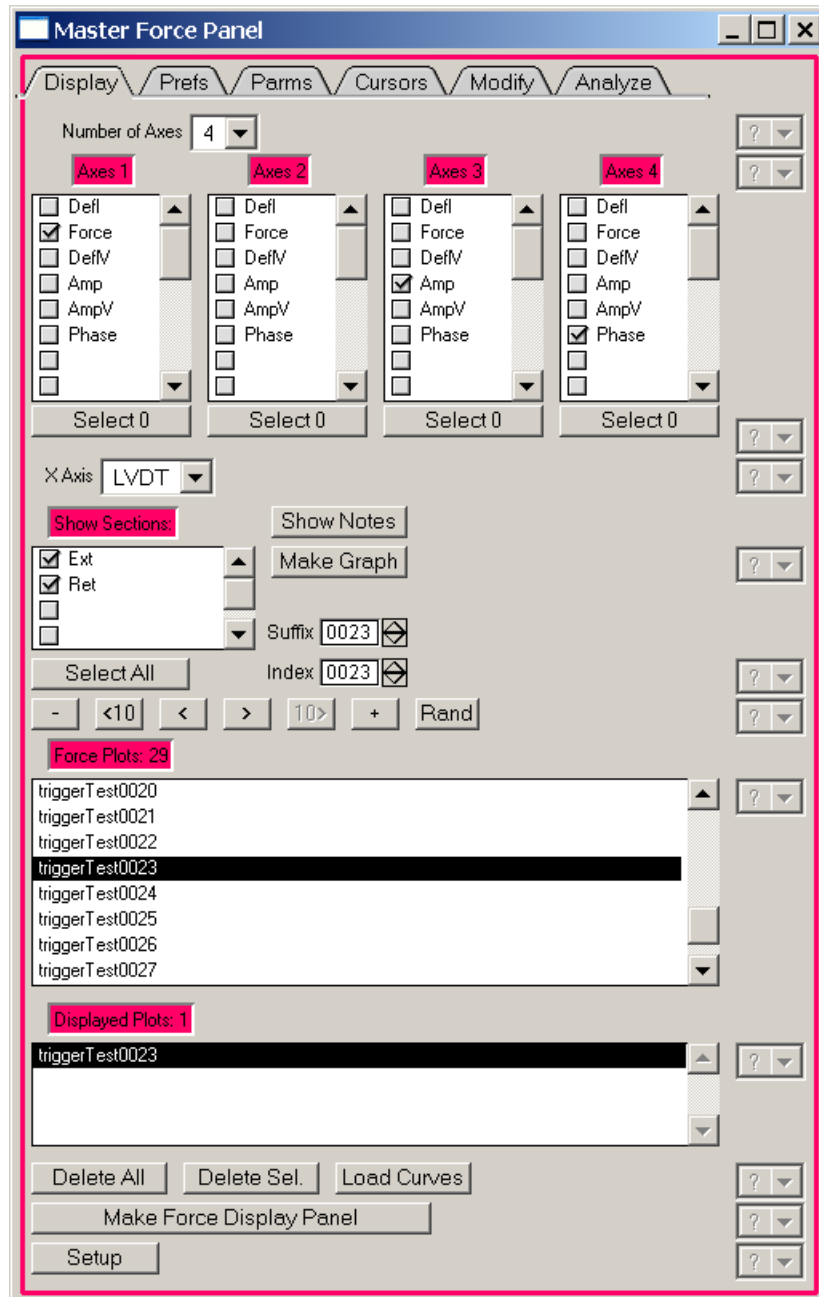 Master Force Panel
Display Prefs Parms Cursors Modify Analyze
Number of Axes 4
?
Axes 1 Axes 2 Axes 3 Axes 4
?
Defl Defl Defl Defl
Force Force Force Force
DeflV DeflV DeflV DeflV
Amp Amp Amp Amp
AmpV AmpV AmpV AmpV
Phase Phase Phase Phase
Select 0 Select 0 Select 0 Select 0
?
X Axis LVDT
?
Show Sections: Show Notes
Ext Make Graph
?
Ret
Suffix 0023
Select All Index 0023
?
- <10 < > 10> + Rand
?
Force Plots: 29
triggerTest0020
?
triggerTest0021
triggerTest0022
triggerTest0023
triggerTest0024
triggerTest0025
triggerTest0026
triggerTest0027
Displayed Plots: 1
triggerTest0023
?
Delete All Delete Sel. Load Curves
?
Make Force Display Panel
?
Setup
?